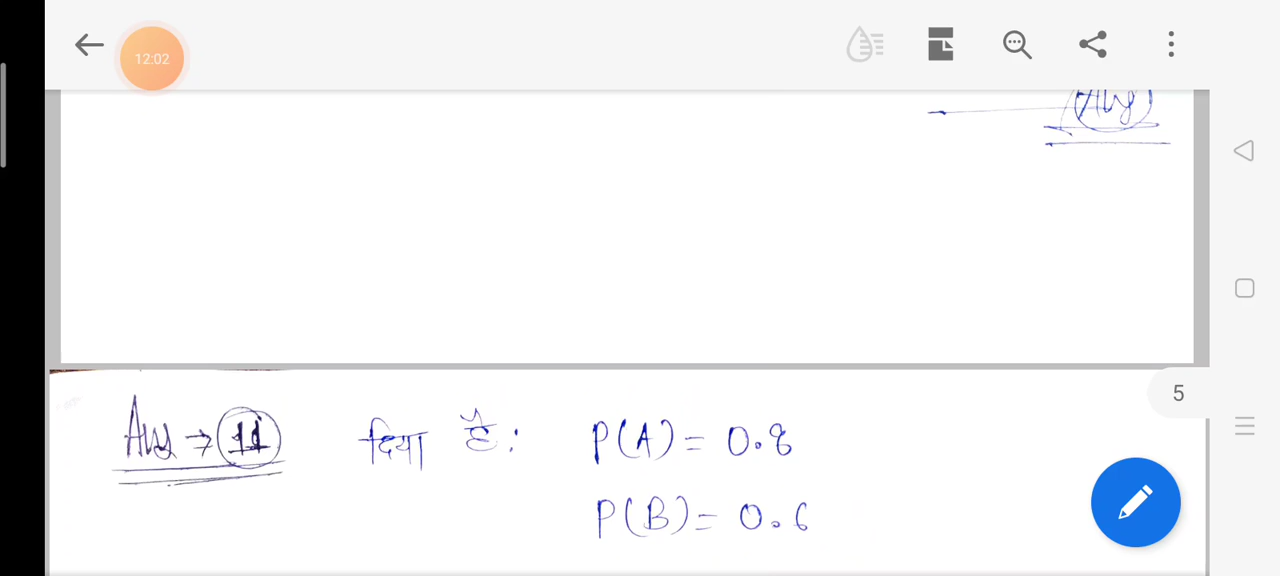 12:02
(Ans)
5
Ans → 11 दिया है : P(A) = 0.8
P(B) = 0.6